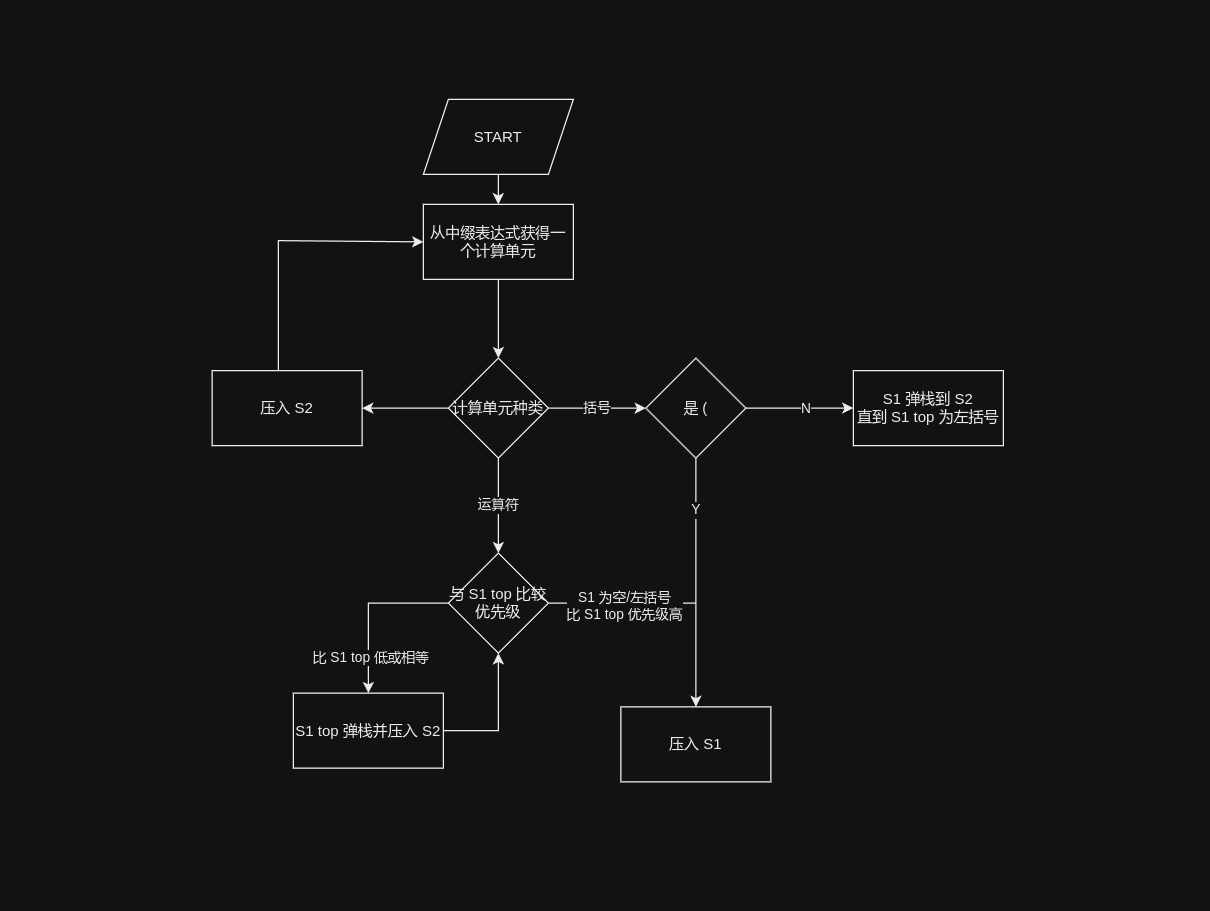 START
从中缀表达式获得一
个计算单元
压入 S2
计算单元种类
括号
是 (
N
S1 弹栈到 S2
直到 S1 top 为左括号
运算符
Y
与 S1 top 比较
优先级
S1 为空/左括号
比 S1 top 优先级高
比 S1 top 低或相等
S1 top 弹栈并压入 S2
压入 S1